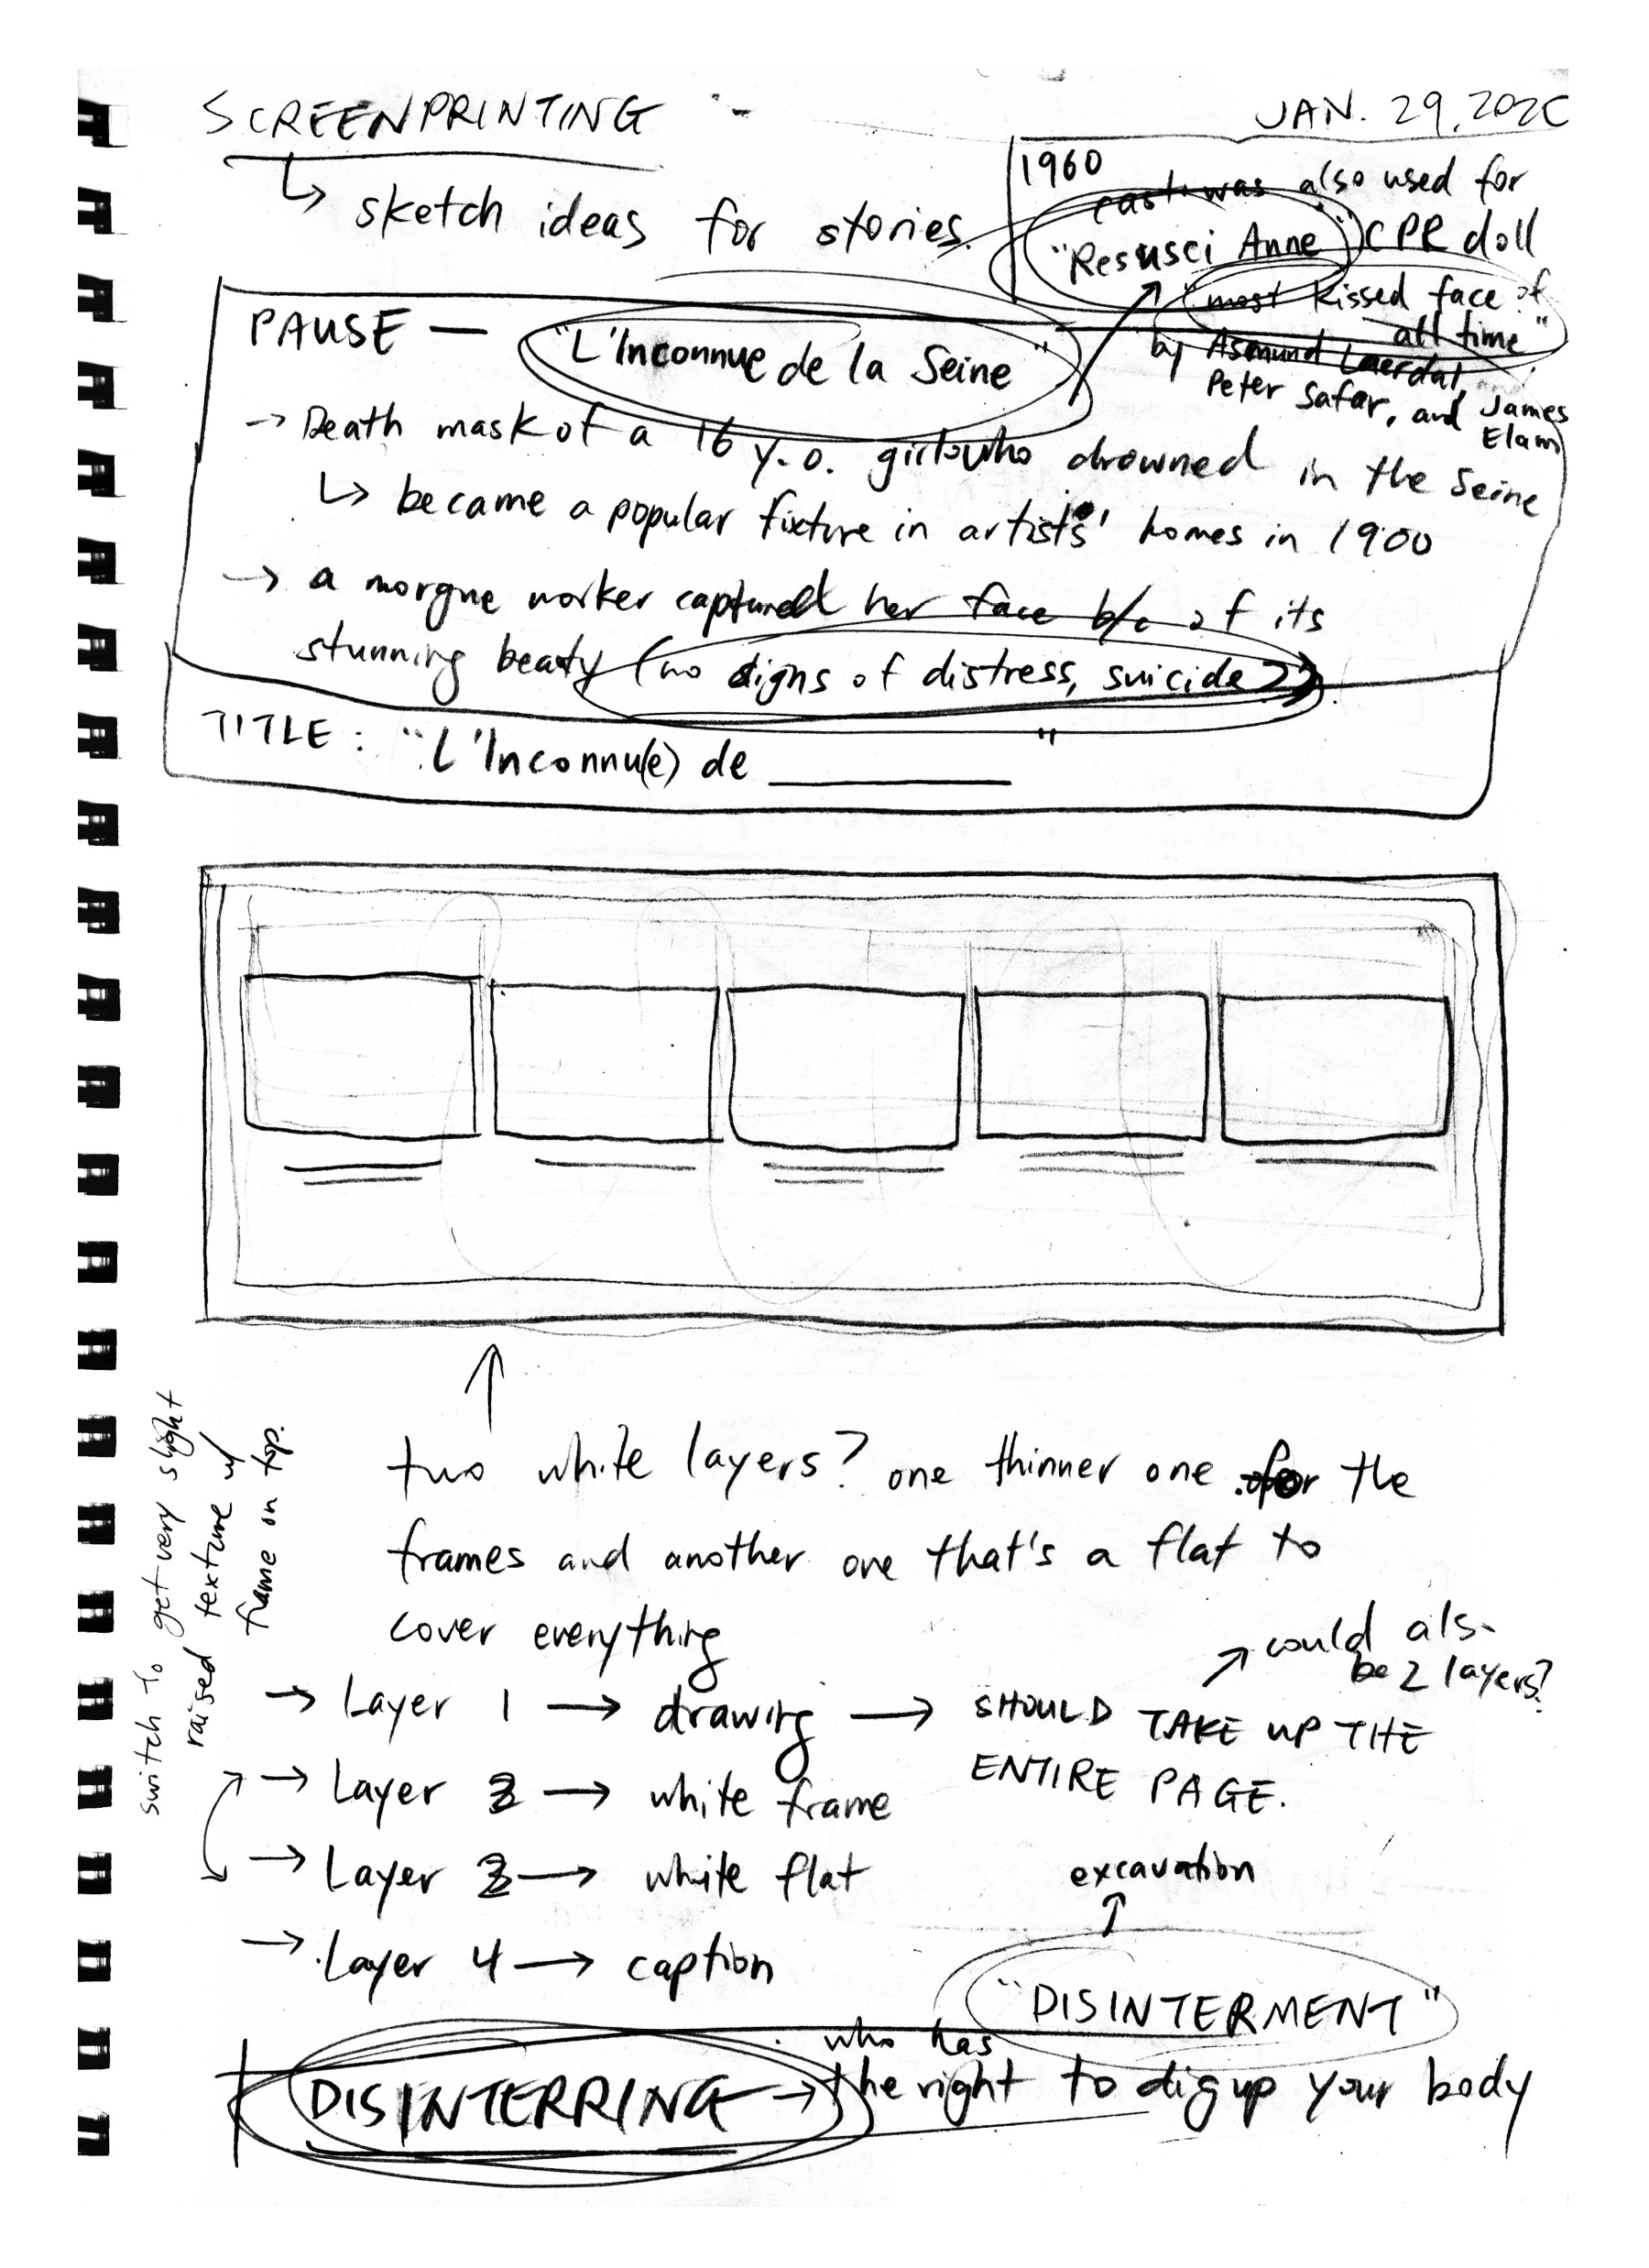 SCREENPRINTING
JAN. 29, 202
↳ sketch ideas for stories.
1960
cast was also used for
"Resusci Anne" CPR doll
"most kissed face of
all time"
by Asmund Laerdal,
Peter Safar, and James
Elam
PAUSE — "L'Inconnue de la Seine"
→ Death mask of a 16 y.o. girl who drowned in the Seine
↳ became a popular fixture in artists' homes in 1900
→ a morgue worker captured her face b/c of its
stunning beaty (no signs of distress, suicide??)
TITLE: "L'Inconnu(e) de ________"
two white layers? one thinner one for the
frames and another one that's a flat to
cover everything
→ Layer 1 → drawing → SHOULD TAKE UP THE
ENTIRE PAGE.
↗ could also
be 2 layers?
→ Layer → white frame
→ Layer → white flat
→ Layer 4 → caption
switch to get very slight
raised texture w/
frame on top.
excavation
↑
"DISINTERMENT"
who has
DISINTERRING → the right to dig up your body